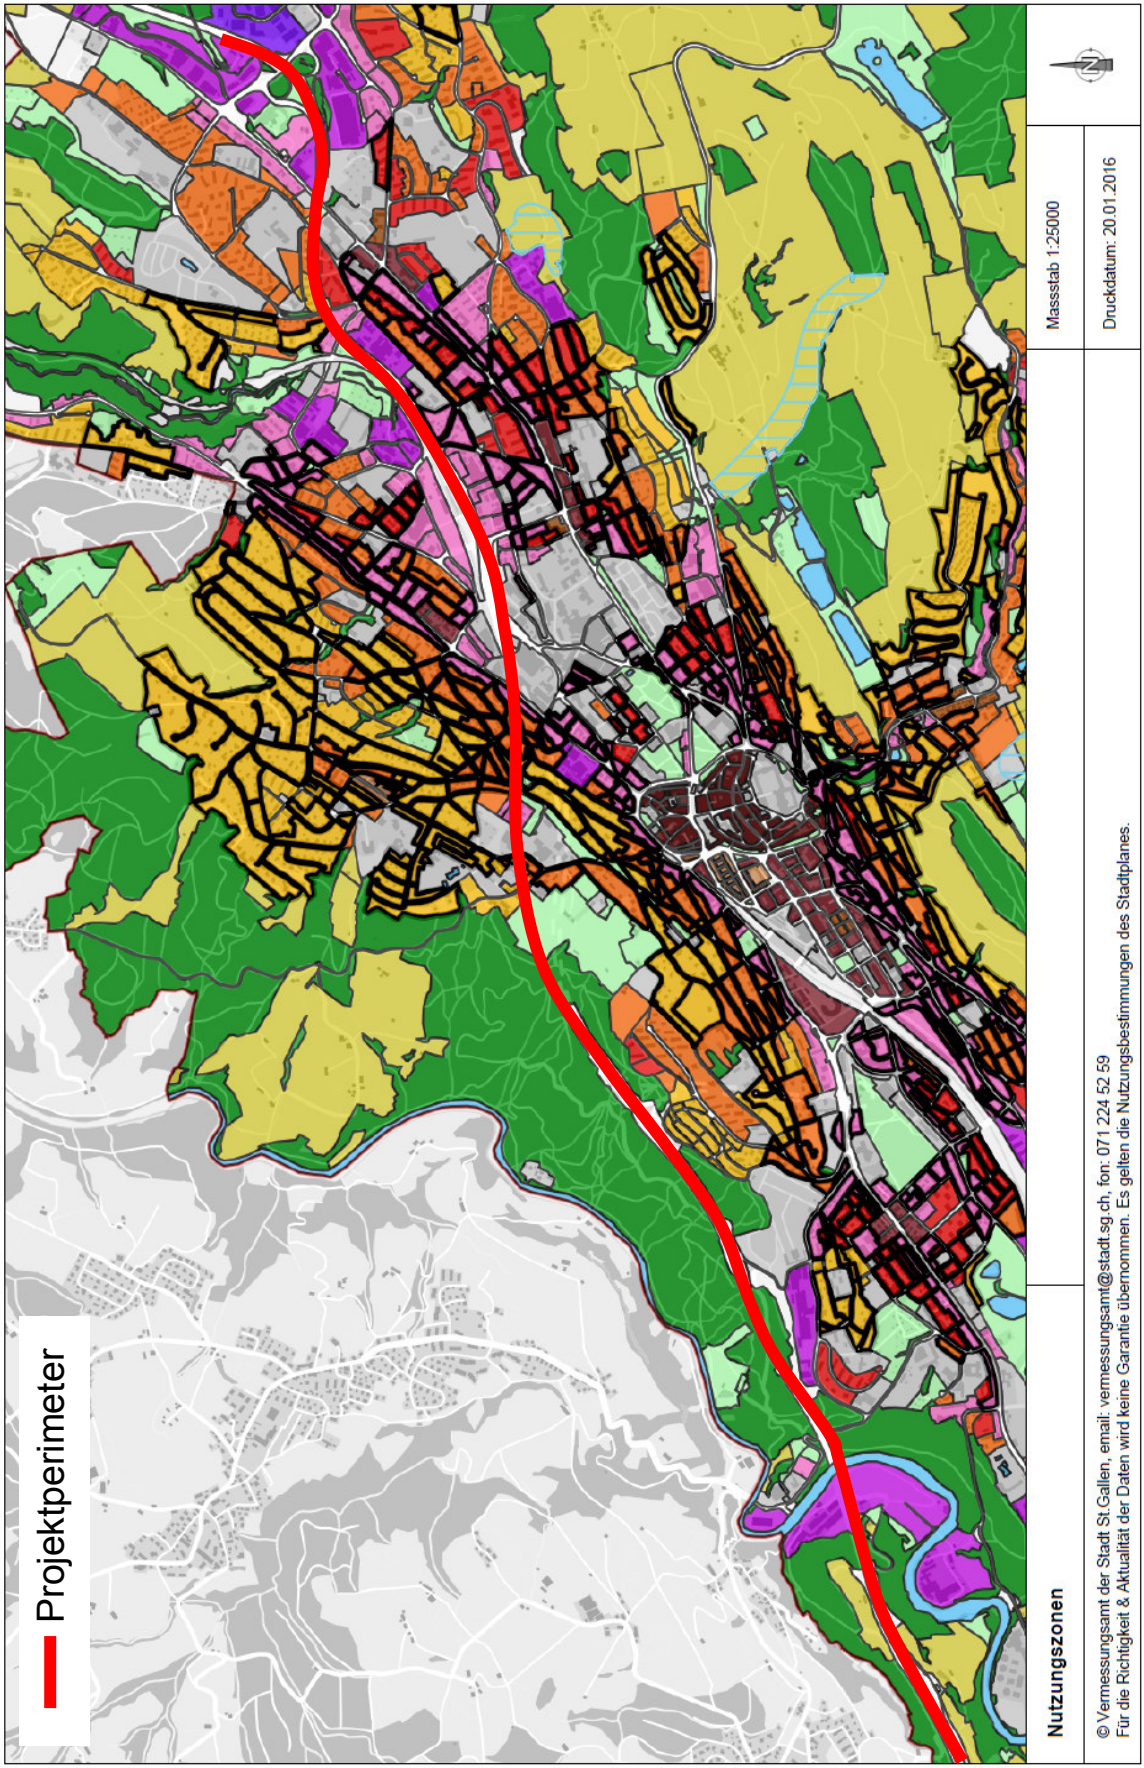 Projektperimeter
Nutzungszonen
Massstab 1:25000
Druckdatum: 20.01.2016
N
© Vermessungsamt der Stadt St.Gallen, email: vermessungsamt@stadt.sg.ch, fon: 071 224 52 59
Für die Richtigkeit & Aktualität der Daten wird keine Garantie übernommen. Es gelten die Nutzungsbestimmungen des Stadtplanes.